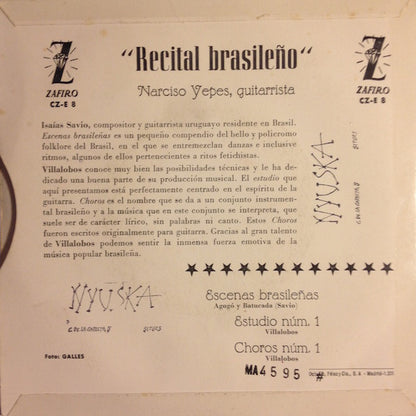 "Recital brasileño"
Narciso Yepes, guitarrista
ZAFIRO
CZ-E 8
ZAFIRO
CZ-E 8
Isaías Savio, compositor y guitarrista uruguayo residente en Brasil.
Escenas brasileñas es un pequeño compendio del bello y polícromo
folklore del Brasil, en el que se entremezclan danzas e inclusive
ritmos, algunos de ellos pertenecientes a ritos fetichistas.
Villalobos conoce muy bien las posibilidades técnicas y le ha de-
dicado una buena parte de su producción musical. El estudio que
aquí presentamos está perfectamente centrado en el espíritu de la
guitarra. Choros es el nombre que se da a un conjunto instrumen-
tal brasileño y a la música que en este conjunto se interpreta, que
suele ser de carácter lírico, sin palabras ni canto. Estos Choros
fueron escritos originalmente para guitarra. Gracias al gran talento
de Villalobos podemos sentir la inmensa fuerza emotiva de la
música popular brasileña.
NYUSKA
NYUSKA
Escenas brasileñas
Agogó y Batucada (Savio)
Estudio núm. 1
Villalobos
Choros núm. 1
Villalobos
Foto: GALLES
MA4595 #
S. A. - Madrid